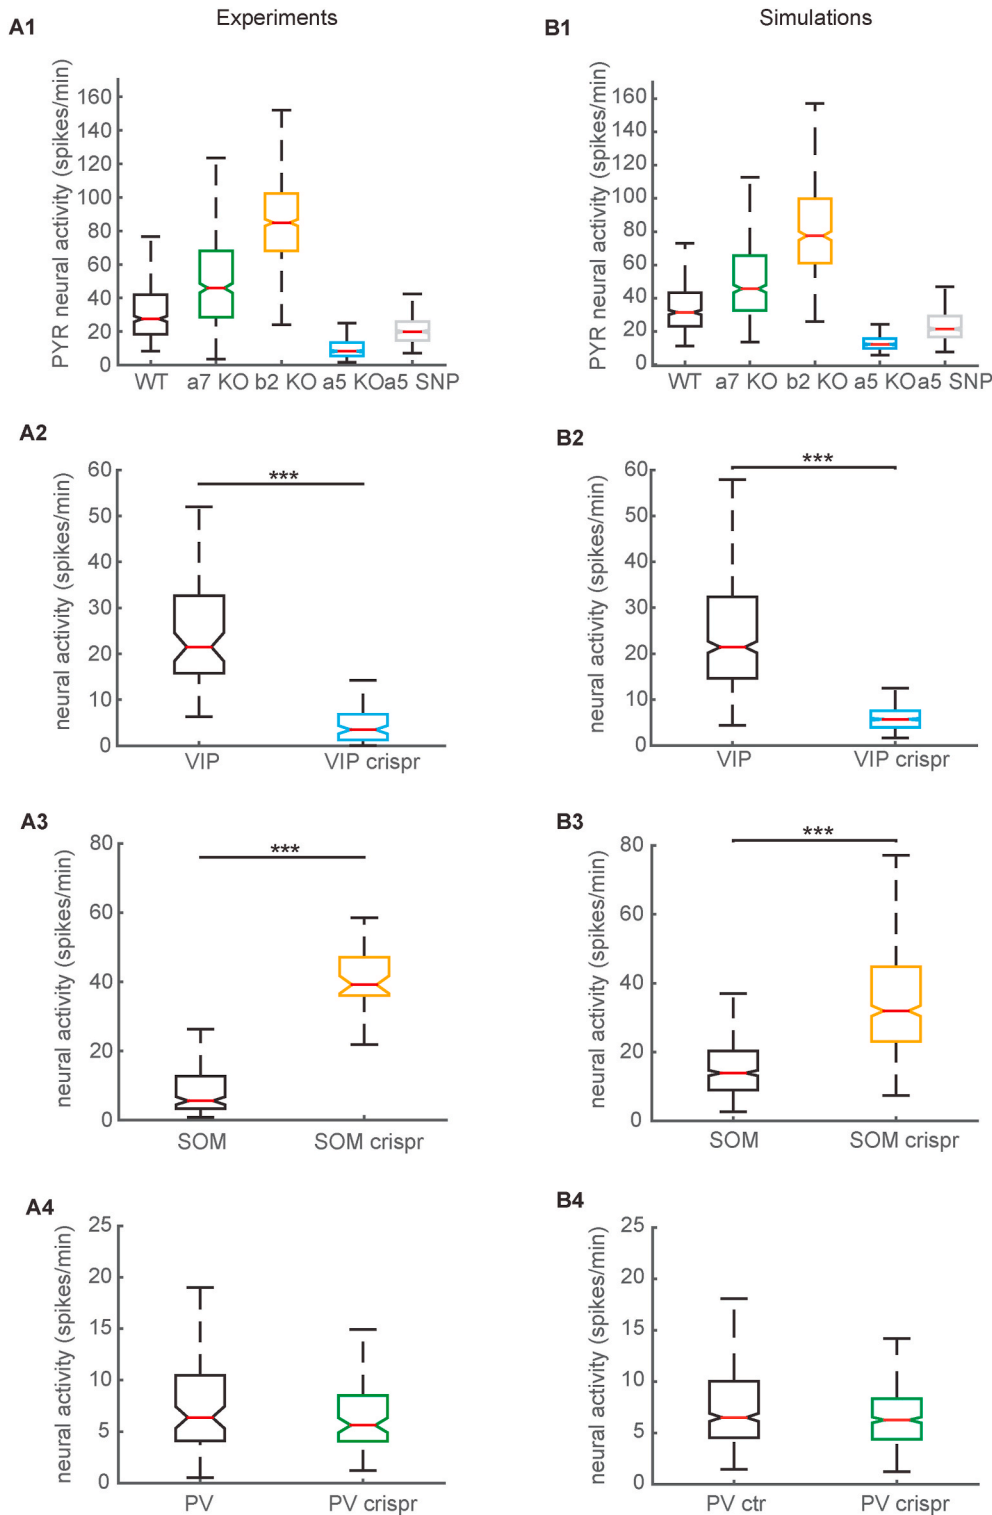 Experiments
Simulations
A1
PYR neural activity (spikes/min)
160
140
120
100
80
60
40
20
0
WT a7 KO b2 KO a5 KO a5 SNP
B1
PYR neural activity (spikes/min)
160
140
120
100
80
60
40
20
0
WT a7 KO b2 KO a5 KO a5 SNP
A2
neural activity (spikes/min)
60
50
40
30
20
10
0
***
VIP VIP crispr
B2
neural activity (spikes/min)
60
50
40
30
20
10
0
***
VIP VIP crispr
A3
neural activity (spikes/min)
80
60
40
20
0
***
SOM SOM crispr
B3
neural activity (spikes/min)
80
60
40
20
0
***
SOM SOM crispr
A4
neural activity (spikes/min)
25
20
15
10
5
0
PV PV crispr
B4
neural activity (spikes/min)
25
20
15
10
5
0
PV ctr PV crispr